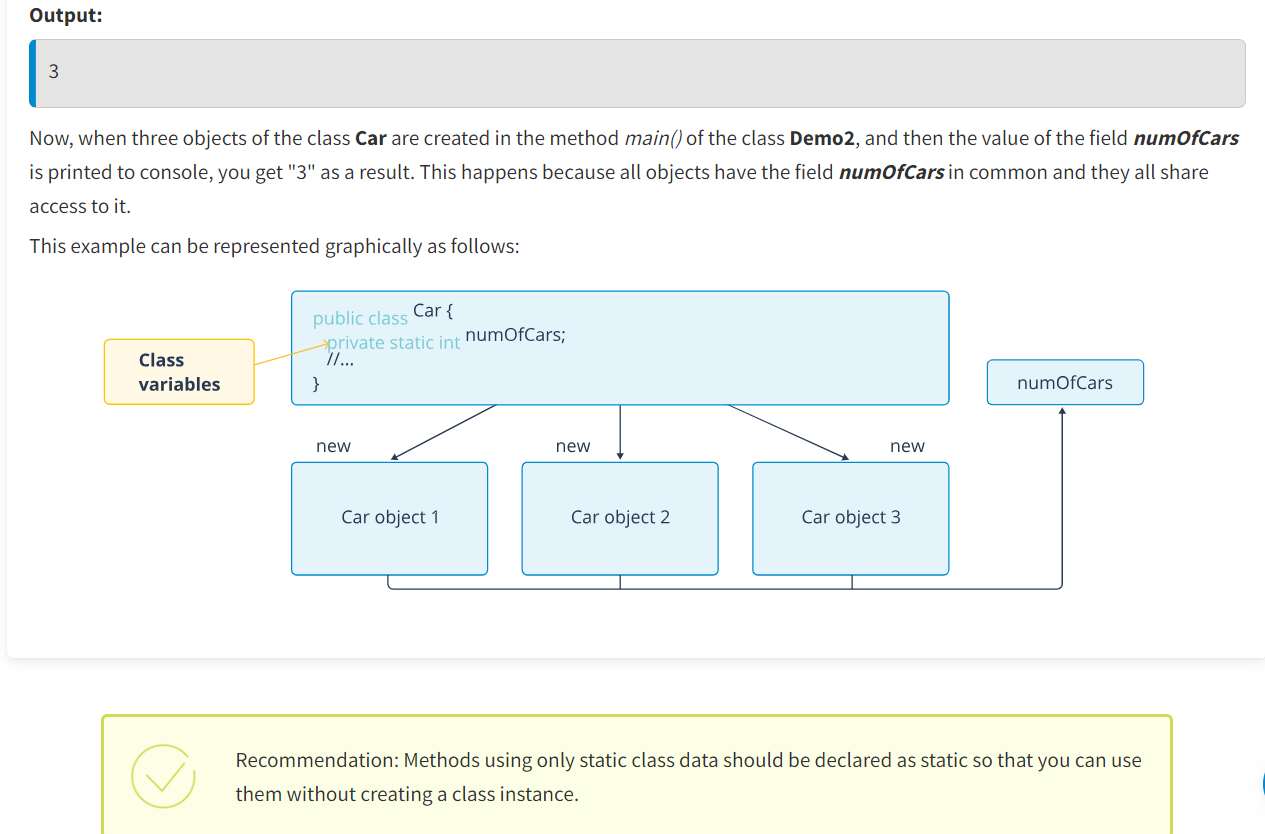 Output:
3
Now, when three objects of the class Car are created in the method main() of the class Demo2, and then the value of the field numOfCars
is printed to console, you get "3" as a result. This happens because all objects have the field numOfCars in common and they all share
access to it.
This example can be represented graphically as follows:
public class Car {
private static int numOfCars;
//...
}
Class
variables
numOfCars
new
new
new
Car object 1
Car object 2
Car object 3
Recommendation: Methods using only static class data should be declared as static so that you can use
them without creating a class instance.